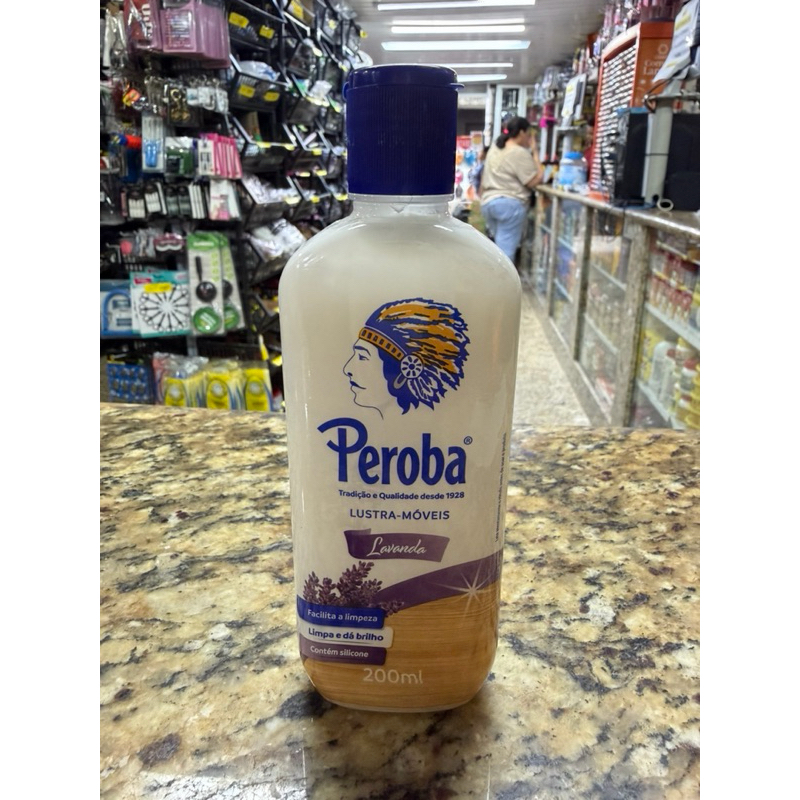 Peroba®
Tradição e Qualidade desde 1928
LUSTRA-MÓVEIS
Lavanda
Facilita a limpeza
Limpa e dá brilho
Contém silicone
200ml